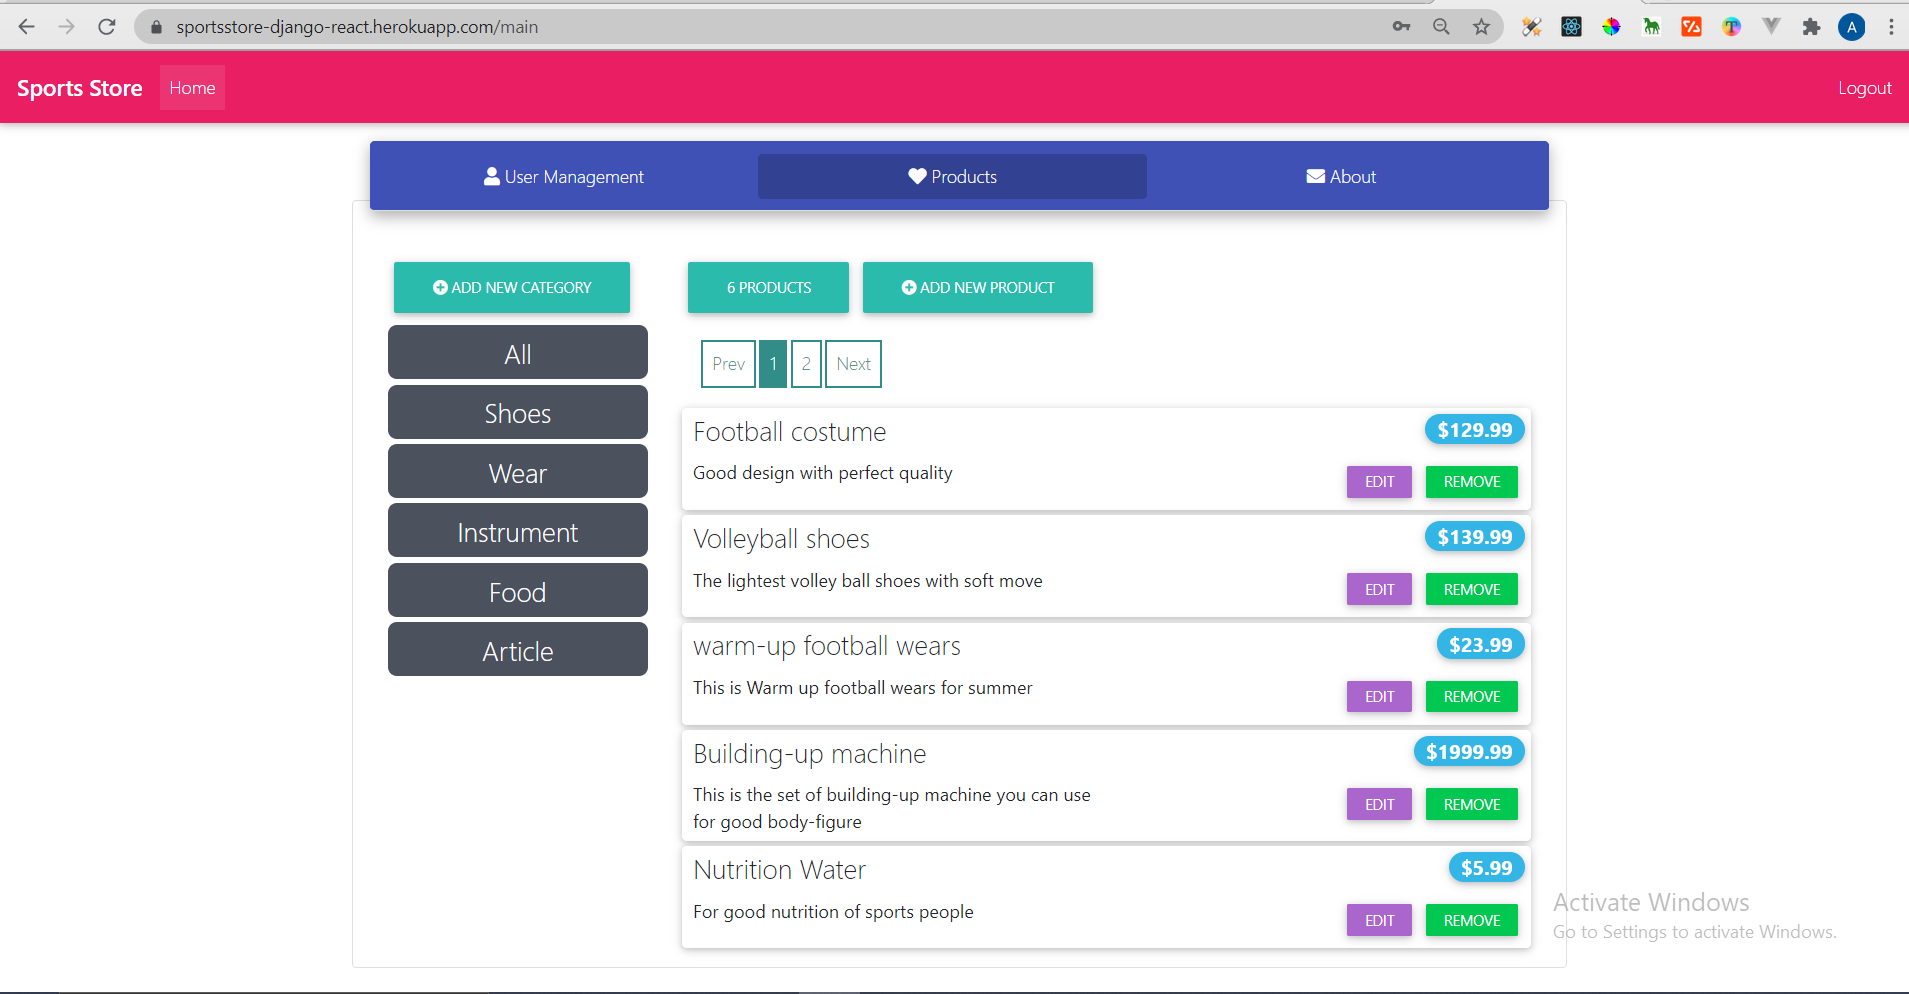 sportsstore-django-react.herokuapp.com/main
A
Sports Store Home Logout
User Management Products About
ADD NEW CATEGORY 6 PRODUCTS ADD NEW PRODUCT
All
Shoes
Wear
Instrument
Food
Article
Prev 1 2 Next
Football costume $129.99
Good design with perfect quality EDIT REMOVE
Volleyball shoes $139.99
The lightest volley ball shoes with soft move EDIT REMOVE
warm-up football wears $23.99
This is Warm up football wears for summer EDIT REMOVE
Building-up machine $1999.99
This is the set of building-up machine you can use
for good body-figure
EDIT REMOVE
Nutrition Water $5.99
For good nutrition of sports people EDIT REMOVE
Activate Windows
Go to Settings to activate Windows.